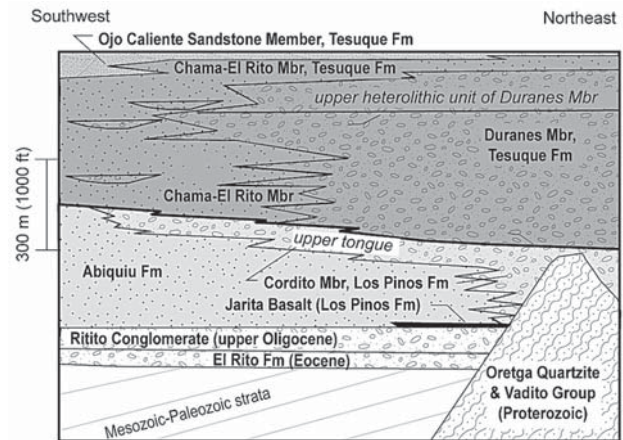 Southwest
Northeast
Ojo Caliente Sandstone Member, Tesuque Fm
Chama-El Rito Mbr, Tesuque Fm
upper heterolithic unit of Duranes Mbr
Duranes Mbr,
Tesuque Fm
300 m (1000 ft)
Chama-El Rito Mbr
upper tongue
Abiquiu Fm
Cordito Mbr, Los Pinos Fm
Jarita Basalt (Los Pinos Fm)
Ritito Conglomerate (upper Oligocene)
El Rito Fm (Eocene)
Oretga Quartzite
& Vadito Group
(Proterozoic)
Mesozoic-Paleozoic strata